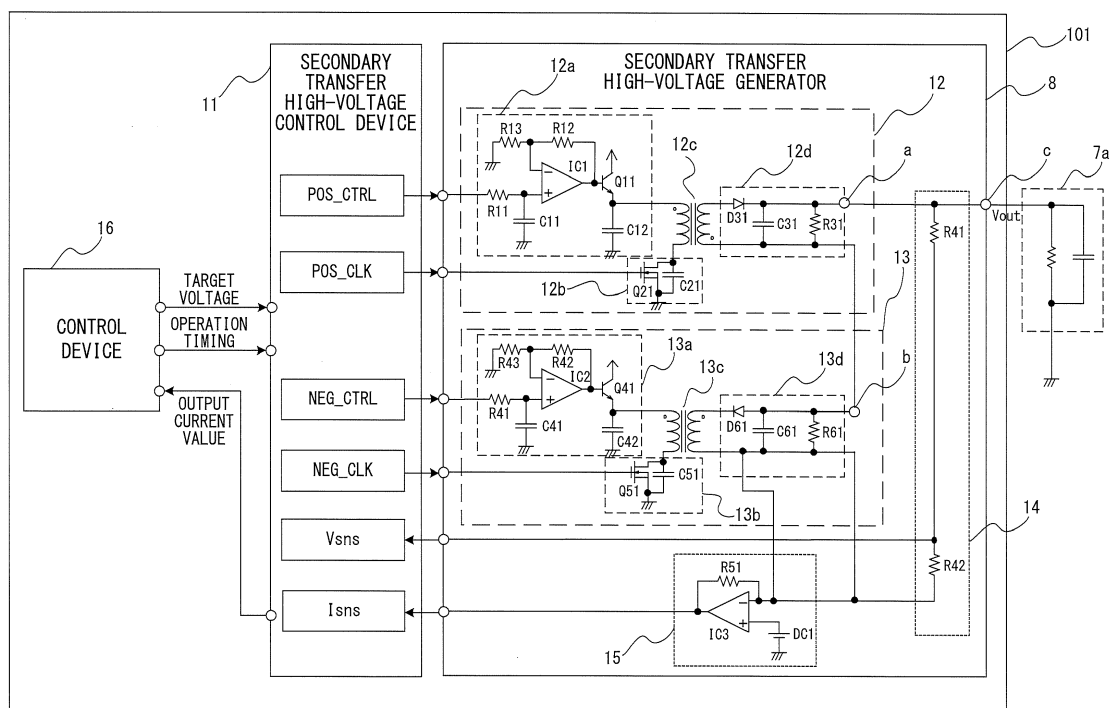 101
SECONDARY
TRANSFER
HIGH-VOLTAGE
CONTROL DEVICE
11
SECONDARY TRANSFER
HIGH-VOLTAGE GENERATOR
8
12a
12
R13
R12
IC1
Q11
R11
C11
C12
12c
12d
a
c
7a
D31
C31
R31
R41
Vout
POS_CTRL
POS_CLK
12b
Q21
C21
13
16
CONTROL
DEVICE
TARGET
VOLTAGE
OPERATION
TIMING
OUTPUT
CURRENT
VALUE
NEG_CTRL
NEG_CLK
R43
R42
IC2
Q41
R41
C41
C42
13a
13c
13d
b
D61
C61
R61
Q51
C51
13b
14
Vsns
Isns
R42
R51
IC3
DC1
15